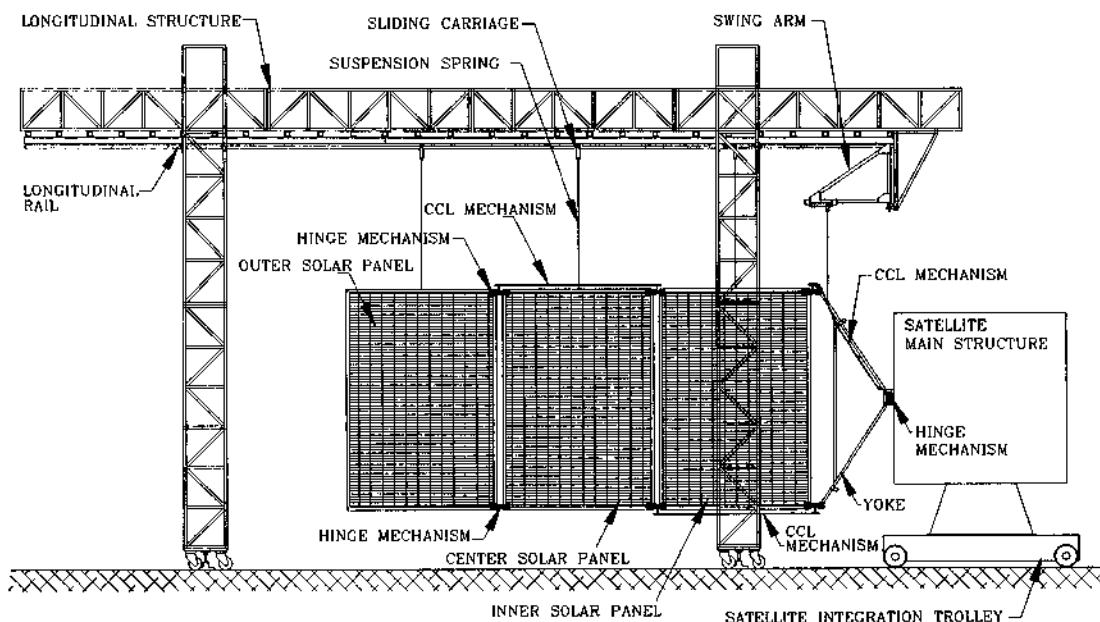 LONGITUDINAL STRUCTURE
SLIDING CARRIAGE
SWING ARM
SUSPENSION SPRING
LONGITUDINAL
RAIL
CCL MECHANISM
HINGE MECHANISM
OUTER SOLAR PANEL
CCL MECHANISM
SATELLITE
MAIN STRUCTURE
HINGE
MECHANISM
YOKE
HINGE MECHANISM
CENTER SOLAR PANEL
CCL
MECHANISM
INNER SOLAR PANEL
SATELLITE INTEGRATION TROLLEY